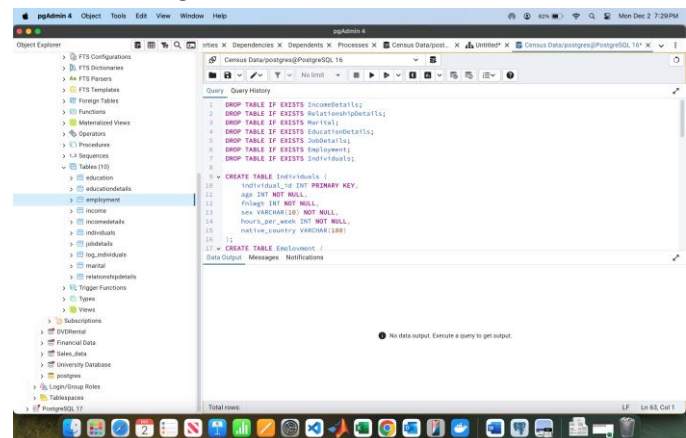 pgAdmin 4 Object Tools Edit View Window Help
82% Mon Dec 2 7:29PM
pgAdmin 4
Object Explorer
erties × Dependencies × Dependents × Processes × Census Data/post... × Untitled* × Census Data/postgres@PostgreSQL 16* ×
Census Data/postgres@PostgreSQL 16
No limit
Query Query History
FTS Configurations
FTS Dictionaries
FTS Parsers
FTS Templates
Foreign Tables
Functions
Materialized Views
Operators
Procedures
1..3 Sequences
Tables (10)
education
educationdetails
employment
income
incomedetails
individuals
jobdetails
log_individuals
marital
relationshipdetails
Trigger Functions
Types
Views
Subscriptions
DVDRental
Financial Data
Sales_data
University Database
postgres
Login/Group Roles
Tablespaces
PostgreSQL 17
1 DROP TABLE IF EXISTS IncomeDetails;
2 DROP TABLE IF EXISTS RelationshipDetails;
3 DROP TABLE IF EXISTS Marital;
4 DROP TABLE IF EXISTS EducationDetails;
5 DROP TABLE IF EXISTS JobDetails;
6 DROP TABLE IF EXISTS Employment;
7 DROP TABLE IF EXISTS Individuals;
8
9 CREATE TABLE Individuals (
10 individual_id INT PRIMARY KEY,
11 age INT NOT NULL,
12 fnlwgt INT NOT NULL,
13 sex VARCHAR(10) NOT NULL,
14 hours_per_week INT NOT NULL,
15 native_country VARCHAR(100)
16 );
17 CREATE TABLE Employment (
Data Output Messages Notifications
No data output. Execute a query to get output.
Total rows:
LF Ln 63, Col 1